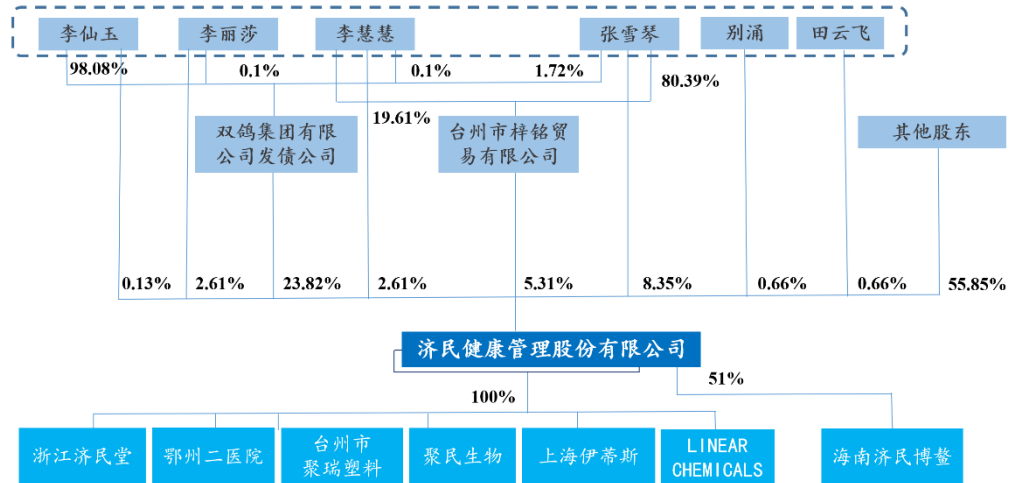 李仙玉
李丽莎
李慧慧
张雪琴
别涌
田云飞
98.08%
0.1%
0.1%
1.72%
80.39%
19.61%
双鸽集团有限
公司发债公司
台州市梓铭贸
易有限公司
其他股东
0.13%
2.61%
23.82%
2.61%
5.31%
8.35%
0.66%
0.66%
55.85%
济民健康管理股份有限公司
100%
51%
浙江济民堂
鄂州二医院
台州市
聚瑞塑料
聚民生物
上海伊蒂斯
LINEAR
CHEMICALS
海南济民博鳌